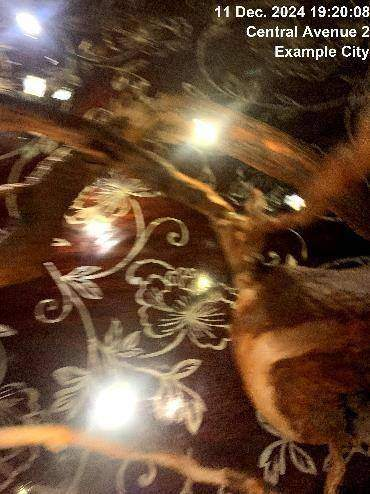 11 Dec. 2024 19:20:08
Central Avenue 2
Example City